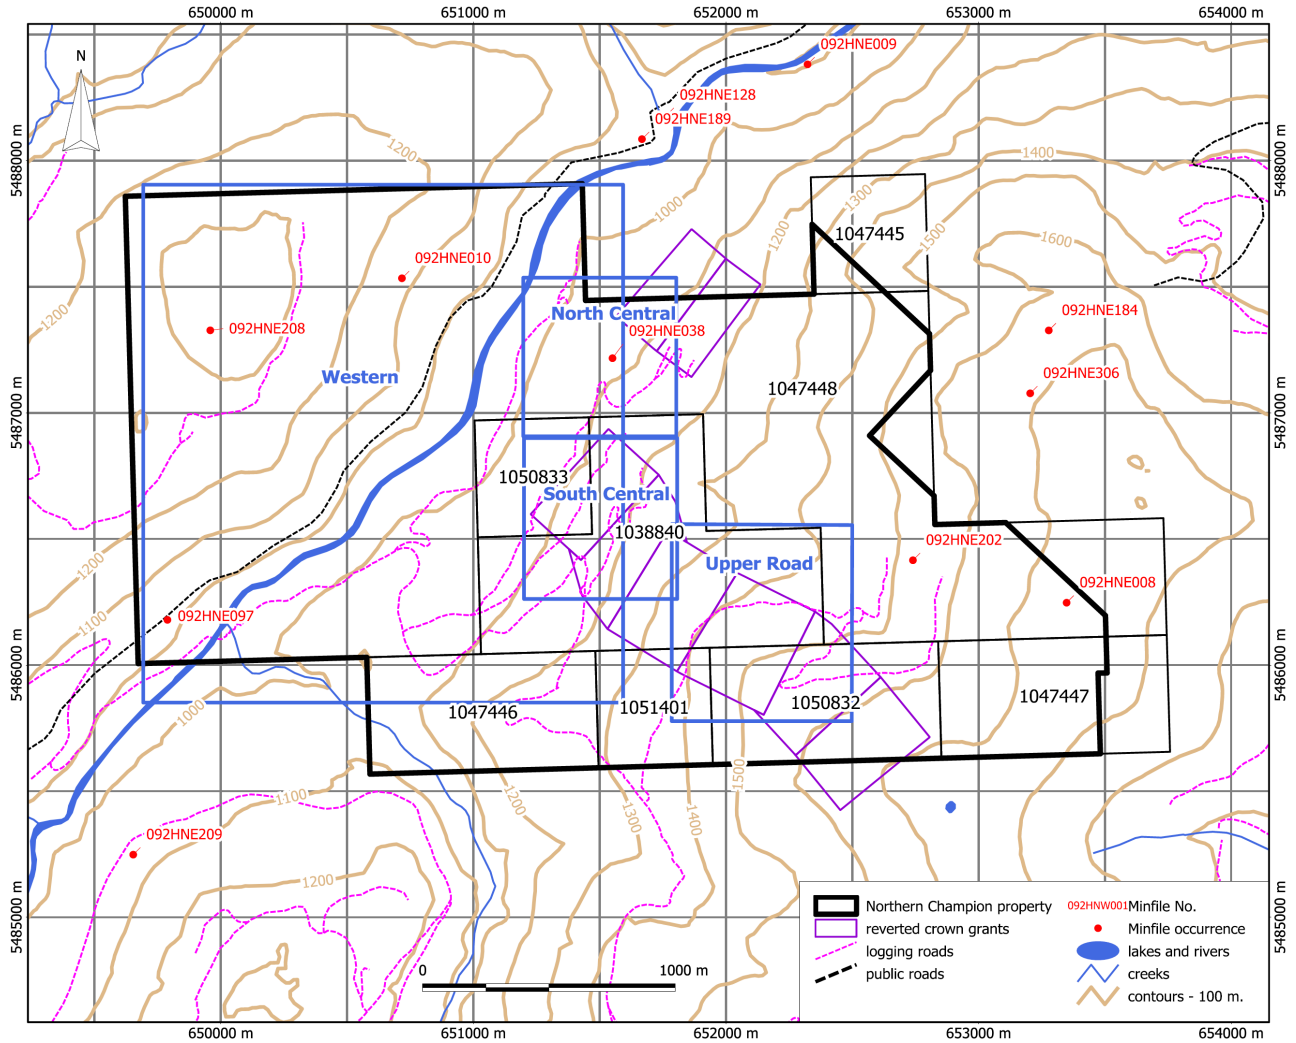 650000 m
651000 m
652000 m
653000 m
654000 m
N
092HNE009
092HNE128
092HNE189
5488000 m
5488000 m
1200
1400
1300
1000
1200
1047445
1500
1600
092HNE010
1200
092HNE208
North Central
092HNE184
092HNE038
Western
1047448
092HNE306
5487000 m
5487000 m
1050833
South Central
1038840
092HNE202
1200
Upper Road
092HNE008
1100
092HNE097
5486000 m
5486000 m
1000
1047446
1051401
1050832
1047447
1500
1100
1200
1300
1400
092HNE209
1200
5485000 m
5485000 m
0
1000 m
Northern Champion property
reverted crown grants
logging roads
public roads
092HNW001
Minfile No.
Minfile occurrence
lakes and rivers
creeks
contours - 100 m.
650000 m
651000 m
652000 m
653000 m
654000 m